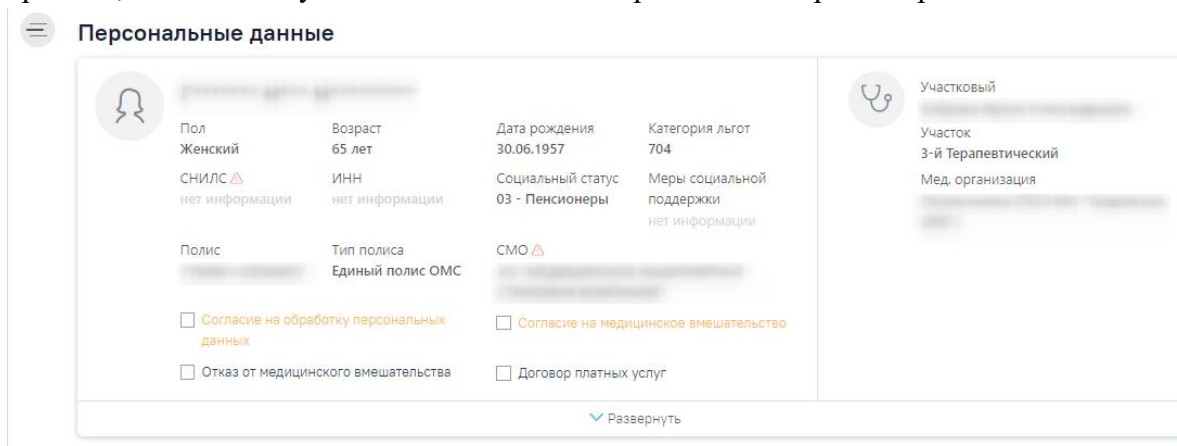 Персональные данные
Пол
Женский
Возраст
65 лет
Дата рождения
30.06.1957
Категория льгот
704
СНИЛС
нет информации
ИНН
нет информации
Социальный статус
03 - Пенсионеры
Меры социальной
поддержки
нет информации
Полис
Тип полиса
Единый полис ОМС
СМО
Согласие на обработку персональных
данных
Согласие на медицинское вмешательство
Отказ от медицинского вмешательства
Договор платных услуг
Участковый
Участок
3-й Терапевтический
Мед. организация
Развернуть